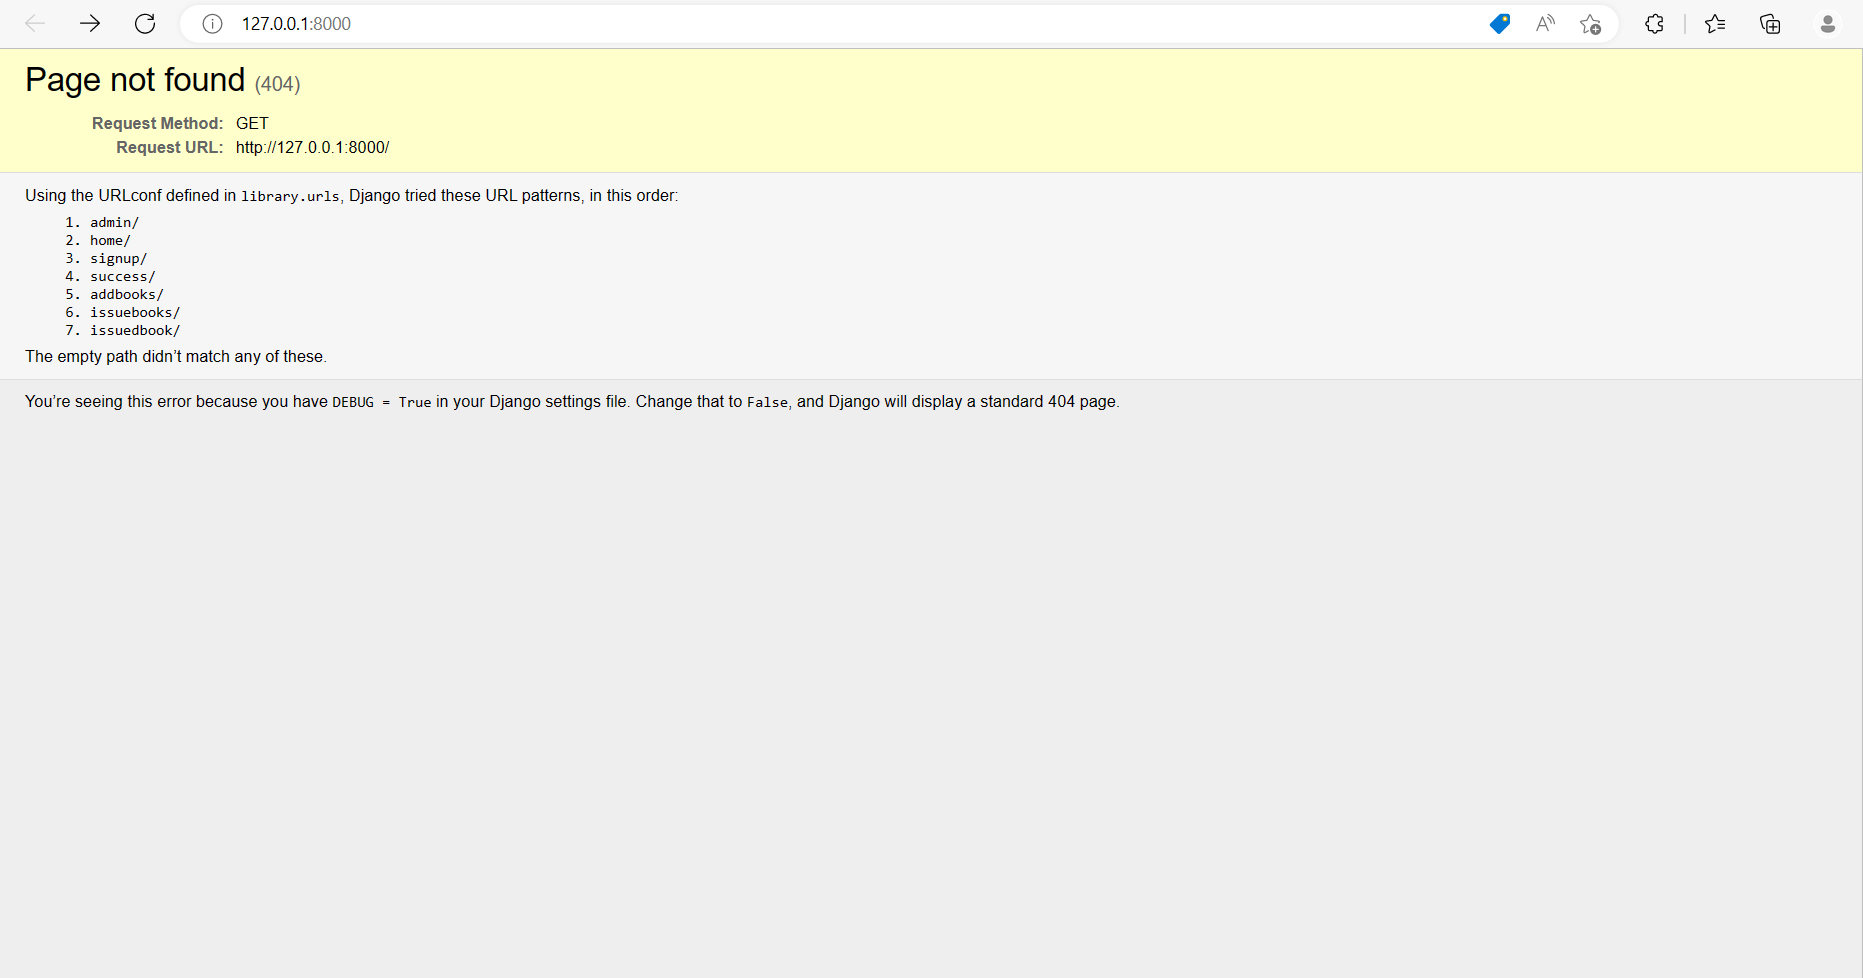 127.0.0.1:8000
Page not found (404)
Request Method: GET
Request URL: http://127.0.0.1:8000/
Using the URLconf defined in library.urls, Django tried these URL patterns, in this order:
1. admin/
2. home/
3. signup/
4. success/
5. addbooks/
6. issuebooks/
7. issuedbook/
The empty path didn’t match any of these.
You’re seeing this error because you have DEBUG = True in your Django settings file. Change that to False, and Django will display a standard 404 page.